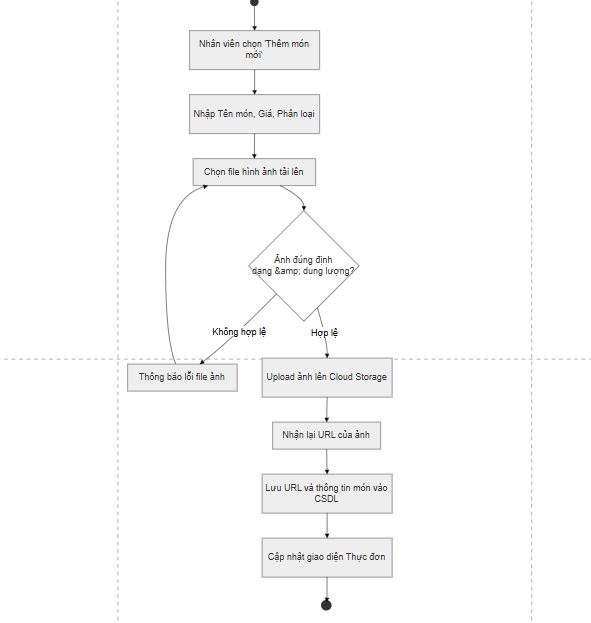 Nhân viên chọn 'Thêm món
mới'
Nhập Tên món, Giá, Phân loại
Chọn file hình ảnh tải lên
Ảnh đúng định
dạng &amp; dung lượng?
Không hợp lệ
Hợp lệ
Thông báo lỗi file ảnh
Upload ảnh lên Cloud Storage
Nhận lại URL của ảnh
Lưu URL và thông tin món vào
CSDL
Cập nhật giao diện Thực đơn